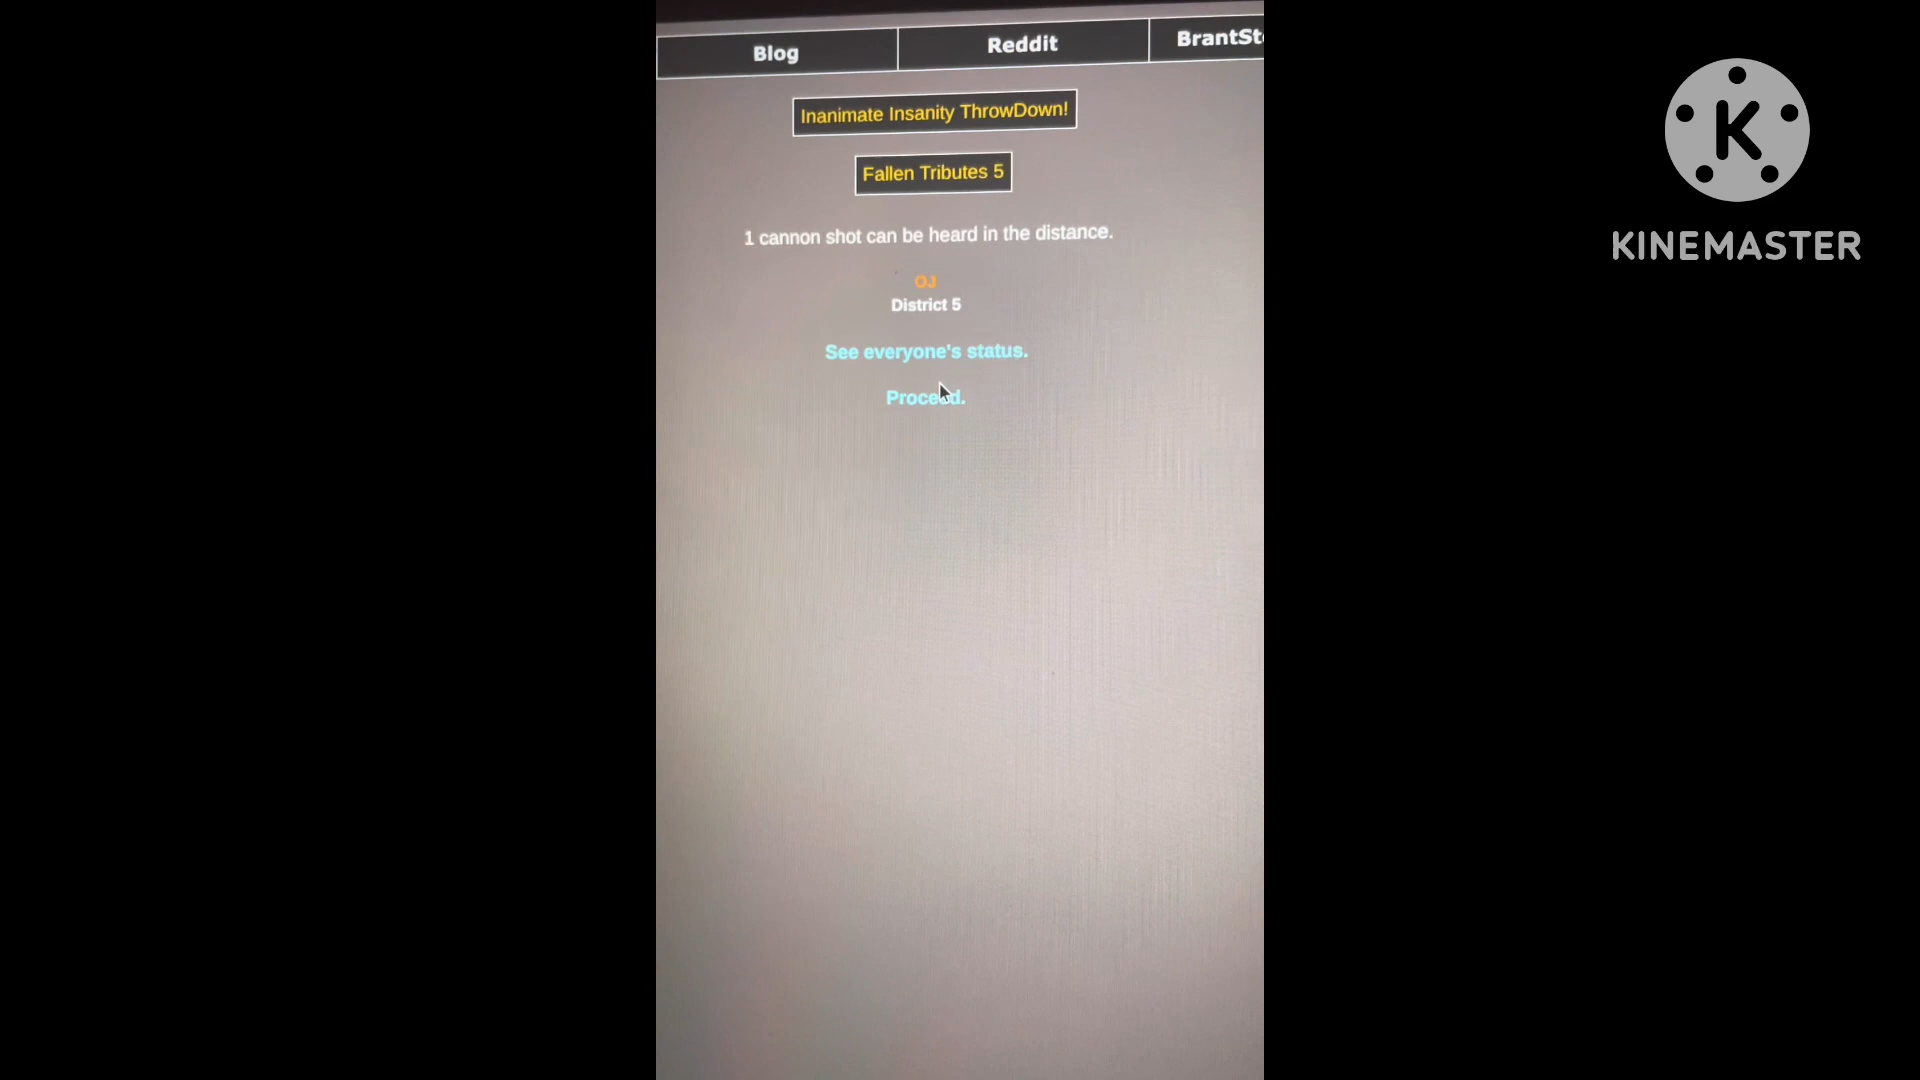 Blog
Reddit
Inanimate Insanity ThrowDown!
Fallen Tributes 5
1 cannon shot can be heard in the distance.
OJ
District 5
See everyone's status.
Proceed.
KINEMASTER